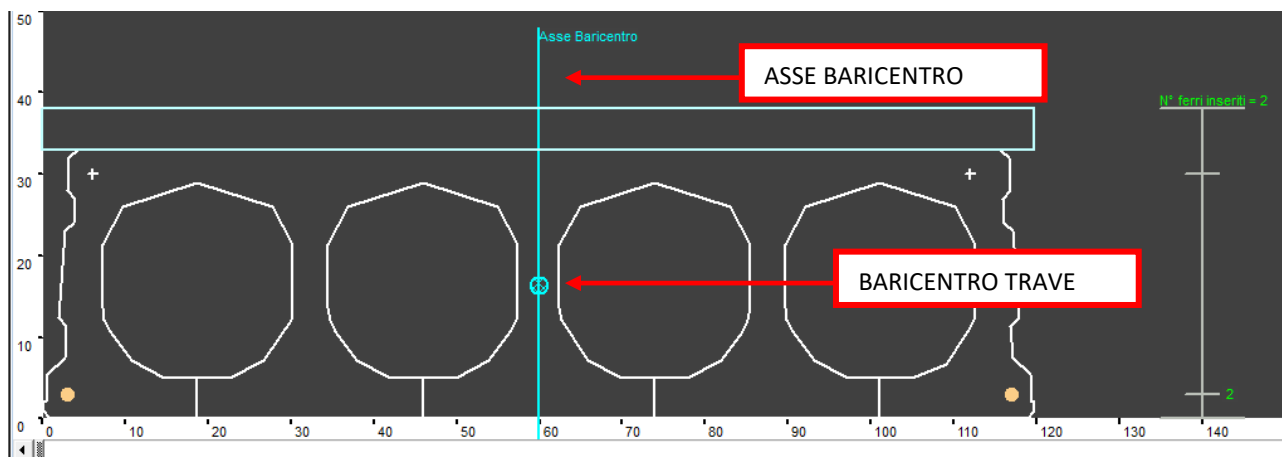 50
Asse Baricentro
ASSE BARICENTRO
40
N° ferri inseriti = 2
30
20
BARICENTRO TRAVE
10
2
0
0 10 20 30 40 50 60 70 80 90 100 110 120 130 140